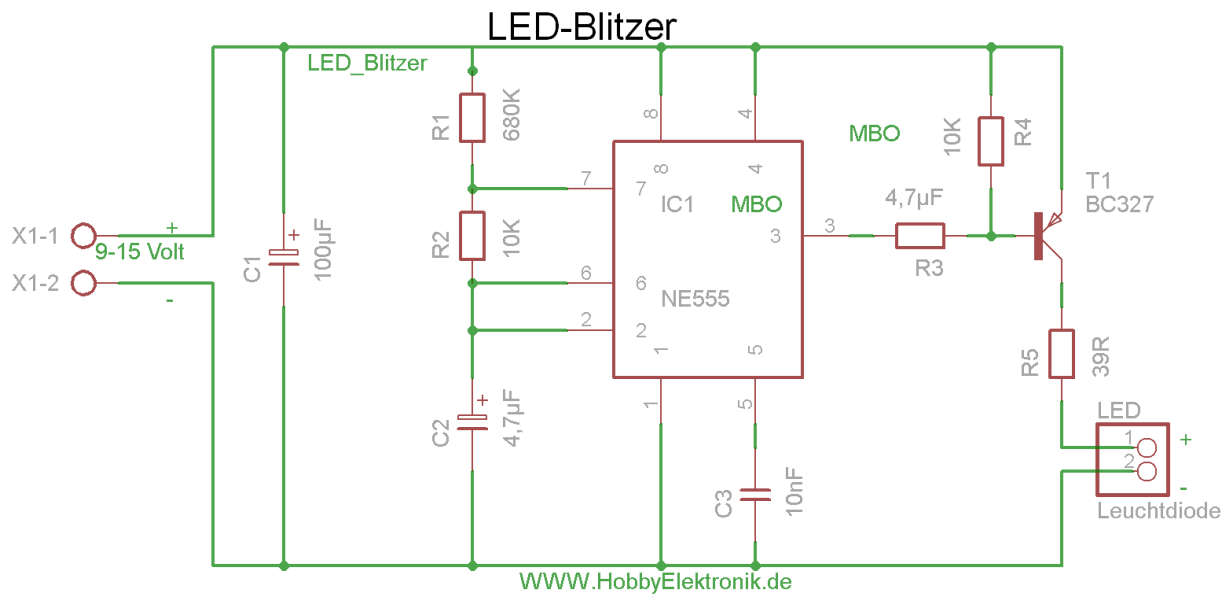 LED-Blitzer
LED_Blitzer
X1-1
+
9-15 Volt
X1-2
-
C1
+
100µF
R1
680K
R2
10K
C2
+
4,7µF
8
4
8
4
7
7
IC1
MBO
3
3
6
6
NE555
2
2
1
5
1
5
C3
10nF
MBO
10K
R4
4,7µF
R3
T1
BC327
R5
39R
LED
1
+
2
-
Leuchtdiode
WWW.HobbyElektronik.de